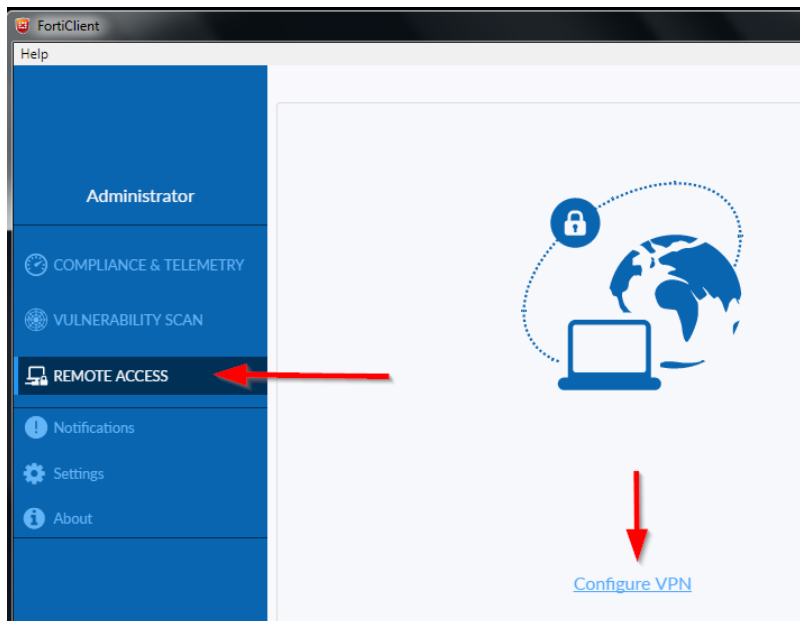 FortiClient
Help
Administrator
COMPLIANCE & TELEMETRY
VULNERABILITY SCAN
REMOTE ACCESS
Notifications
Settings
About
Configure VPN